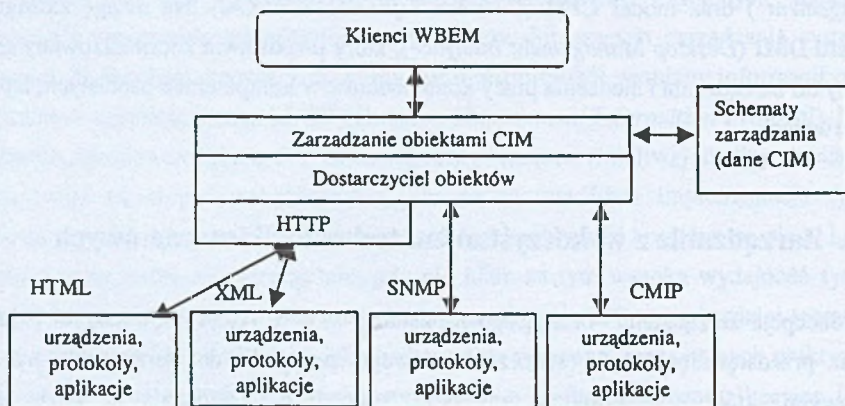 Klienci WBEM
Schematy
zarządzania
(dane CIM)
Zarzadzanie obiektami CIM
Dostarczyciel obiektów
HTTP
HTML
XML
SNMP
CMIP
urządzenia,
protokoły,
aplikacje
urządzenia,
protokoły,
aplikacje
urządzenia,
protokoły,
aplikacje
urządzenia,
protokoły,
aplikacje